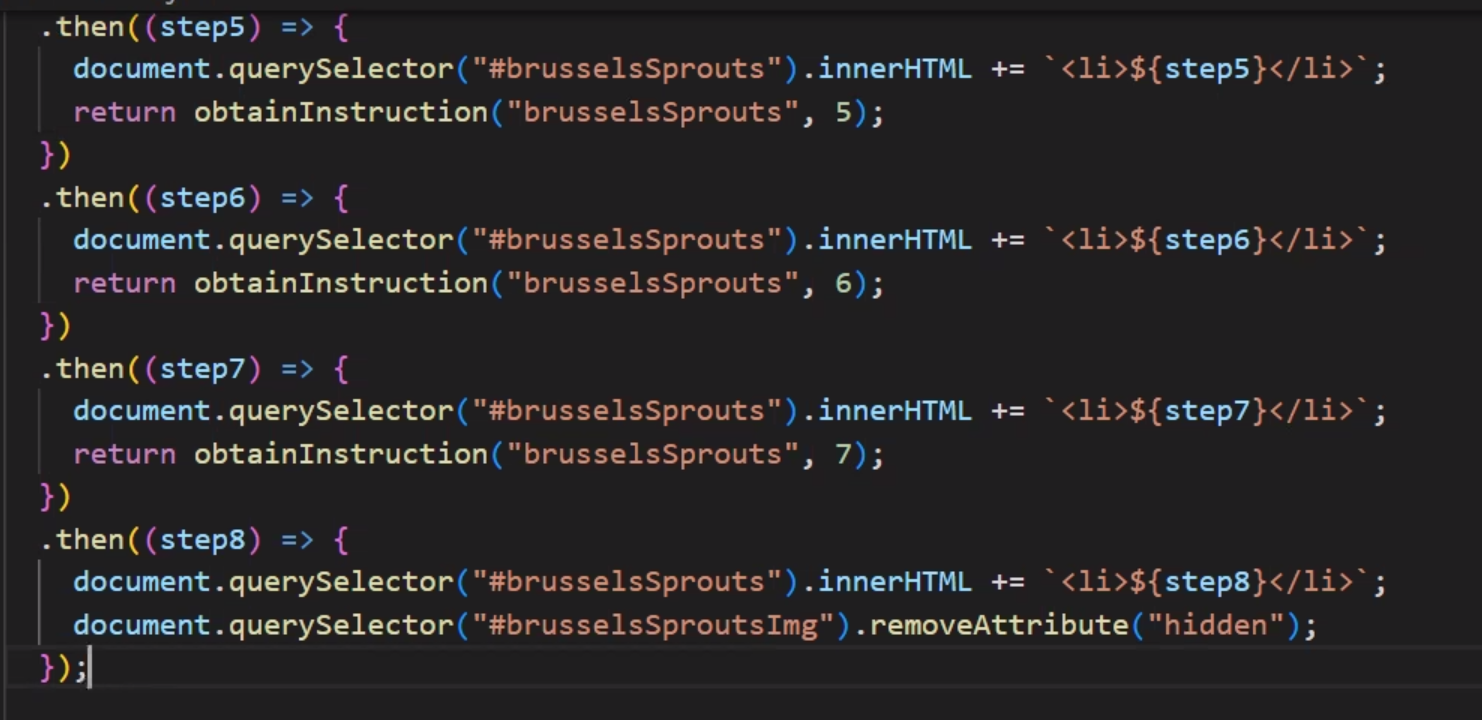 .then((step5) => {
document.querySelector("#brusselsSprouts").innerHTML += `<li>${step5}</li>`;
return obtainInstruction("brusselsSprouts", 5);
})
.then((step6) => {
document.querySelector("#brusselsSprouts").innerHTML += `<li>${step6}</li>`;
return obtainInstruction("brusselsSprouts", 6);
})
.then((step7) => {
document.querySelector("#brusselsSprouts").innerHTML += `<li>${step7}</li>`;
return obtainInstruction("brusselsSprouts", 7);
})
.then((step8) => {
document.querySelector("#brusselsSprouts").innerHTML += `<li>${step8}</li>`;
document.querySelector("#brusselsSproutsImg").removeAttribute("hidden");
});